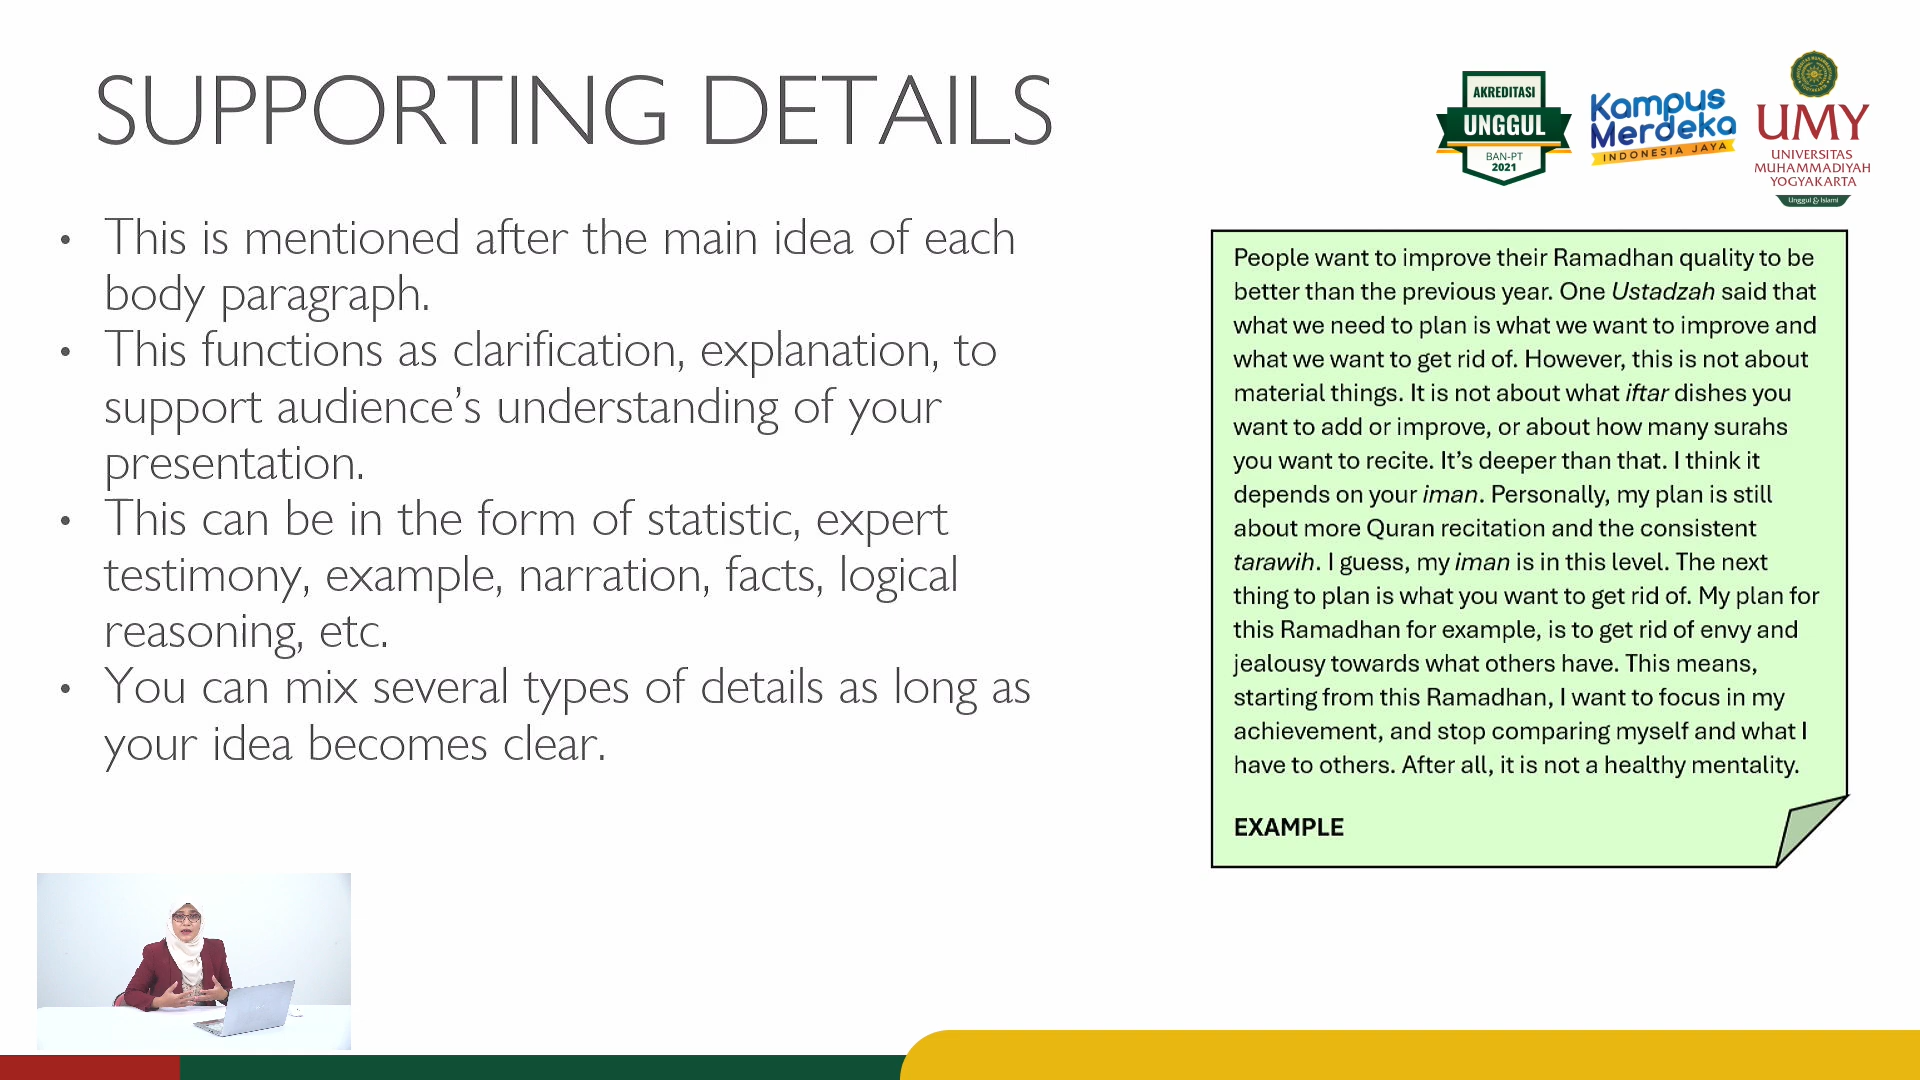 SUPPORTING DETAILS
AKREDITASI
UNGGUL
BAN-PT
2021
Kampus
Merdeka
INDONESIA JAYA
UMY
UNIVERSITAS
MUHAMMADIYAH
YOGYAKARTA
Unggul & Islami
• This is mentioned after the main idea of each
body paragraph.
• This functions as clarification, explanation, to
support audience’s understanding of your
presentation.
• This can be in the form of statistic, expert
testimony, example, narration, facts, logical
reasoning, etc.
• You can mix several types of details as long as
your idea becomes clear.
People want to improve their Ramadhan quality to be
better than the previous year. One Ustadzah said that
what we need to plan is what we want to improve and
what we want to get rid of. However, this is not about
material things. It is not about what iftar dishes you
want to add or improve, or about how many surahs
you want to recite. It’s deeper than that. I think it
depends on your iman. Personally, my plan is still
about more Quran recitation and the consistent
tarawih. I guess, my iman is in this level. The next
thing to plan is what you want to get rid of. My plan for
this Ramadhan for example, is to get rid of envy and
jealousy towards what others have. This means,
starting from this Ramadhan, I want to focus in my
achievement, and stop comparing myself and what I
have to others. After all, it is not a healthy mentality.
EXAMPLE